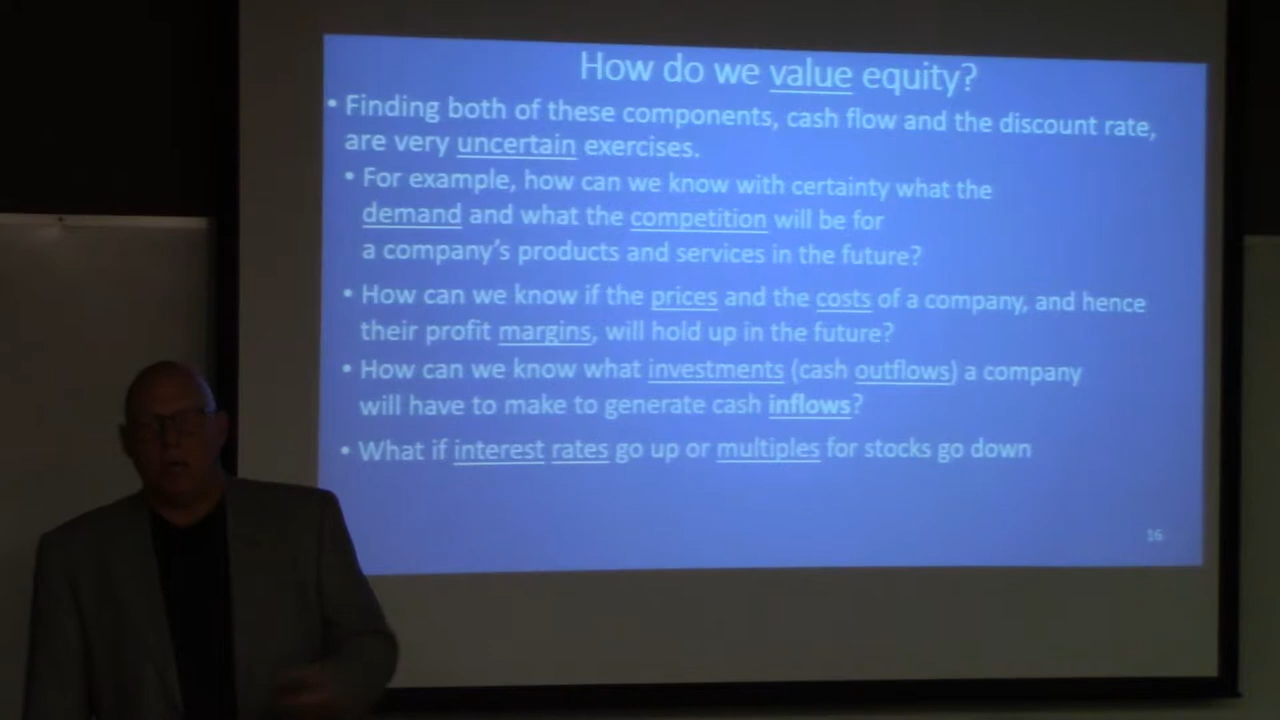 How do we value equity?
• Finding both of these components, cash flow and the discount rate,
are very uncertain exercises.
• For example, how can we know with certainty what the
demand and what the competition will be for
a company's products and services in the future?
• How can we know if the prices and the costs of a company, and hence
their profit margins, will hold up in the future?
• How can we know what investments (cash outflows) a company
will have to make to generate cash inflows?
• What if interest rates go up or multiples for stocks go down
16